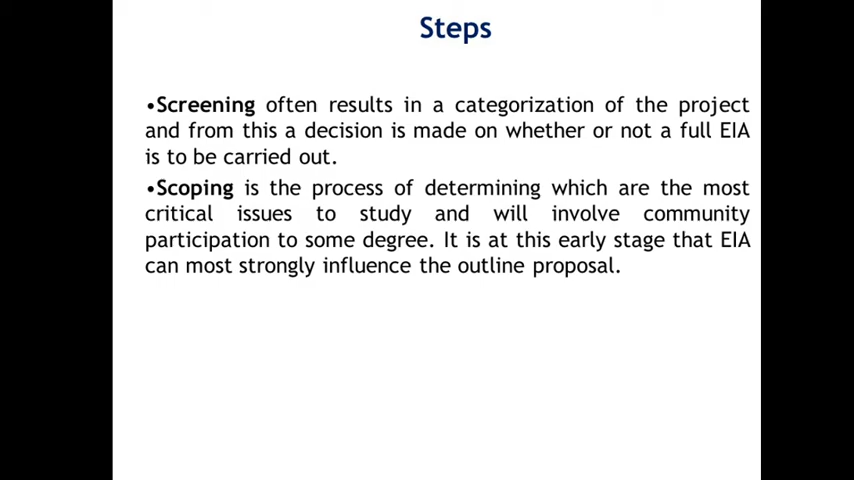 Steps
•Screening often results in a categorization of the project
and from this a decision is made on whether or not a full EIA
is to be carried out.
•Scoping is the process of determining which are the most
critical issues to study and will involve community
participation to some degree. It is at this early stage that EIA
can most strongly influence the outline proposal.